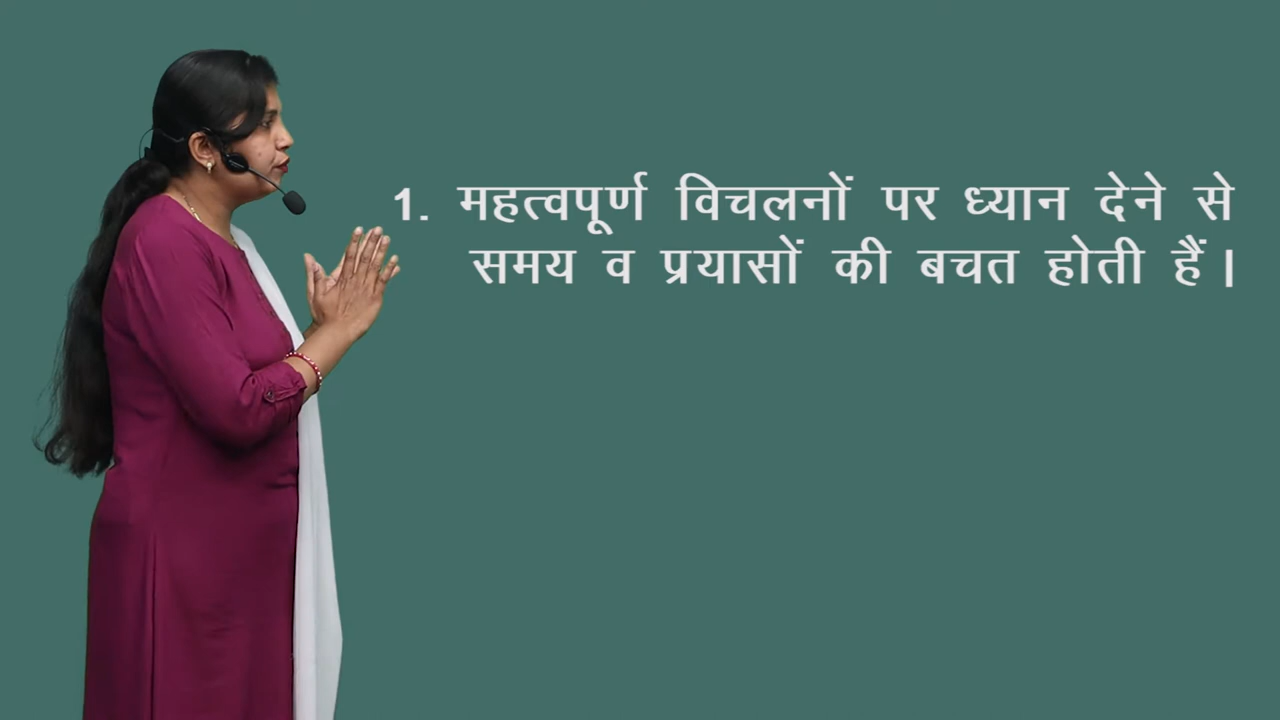 1. महत्वपूर्ण विचलनों पर ध्यान देने से
समय व प्रयासों की बचत होती हैं।